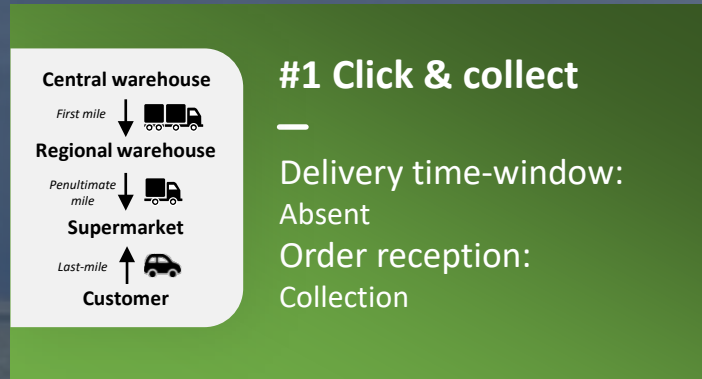 Central warehouse
First mile
Regional warehouse
Penultimate
mile
Supermarket
Last-mile
Customer
#1 Click & collect
Delivery time-window:
Absent
Order reception:
Collection